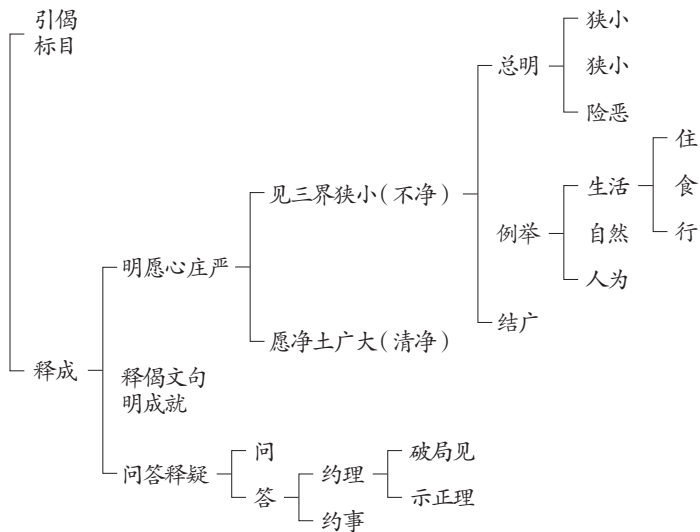 引偈
标目
释成
明愿心庄严
见三界狭小（不净）
总明
狭小
狭小
险恶
例举
生活
住
食
行
自然
人为
结广
愿净土广大（清净）
释偈文句
明成就
问答释疑
问
答
约理
破局见
示正理
约事